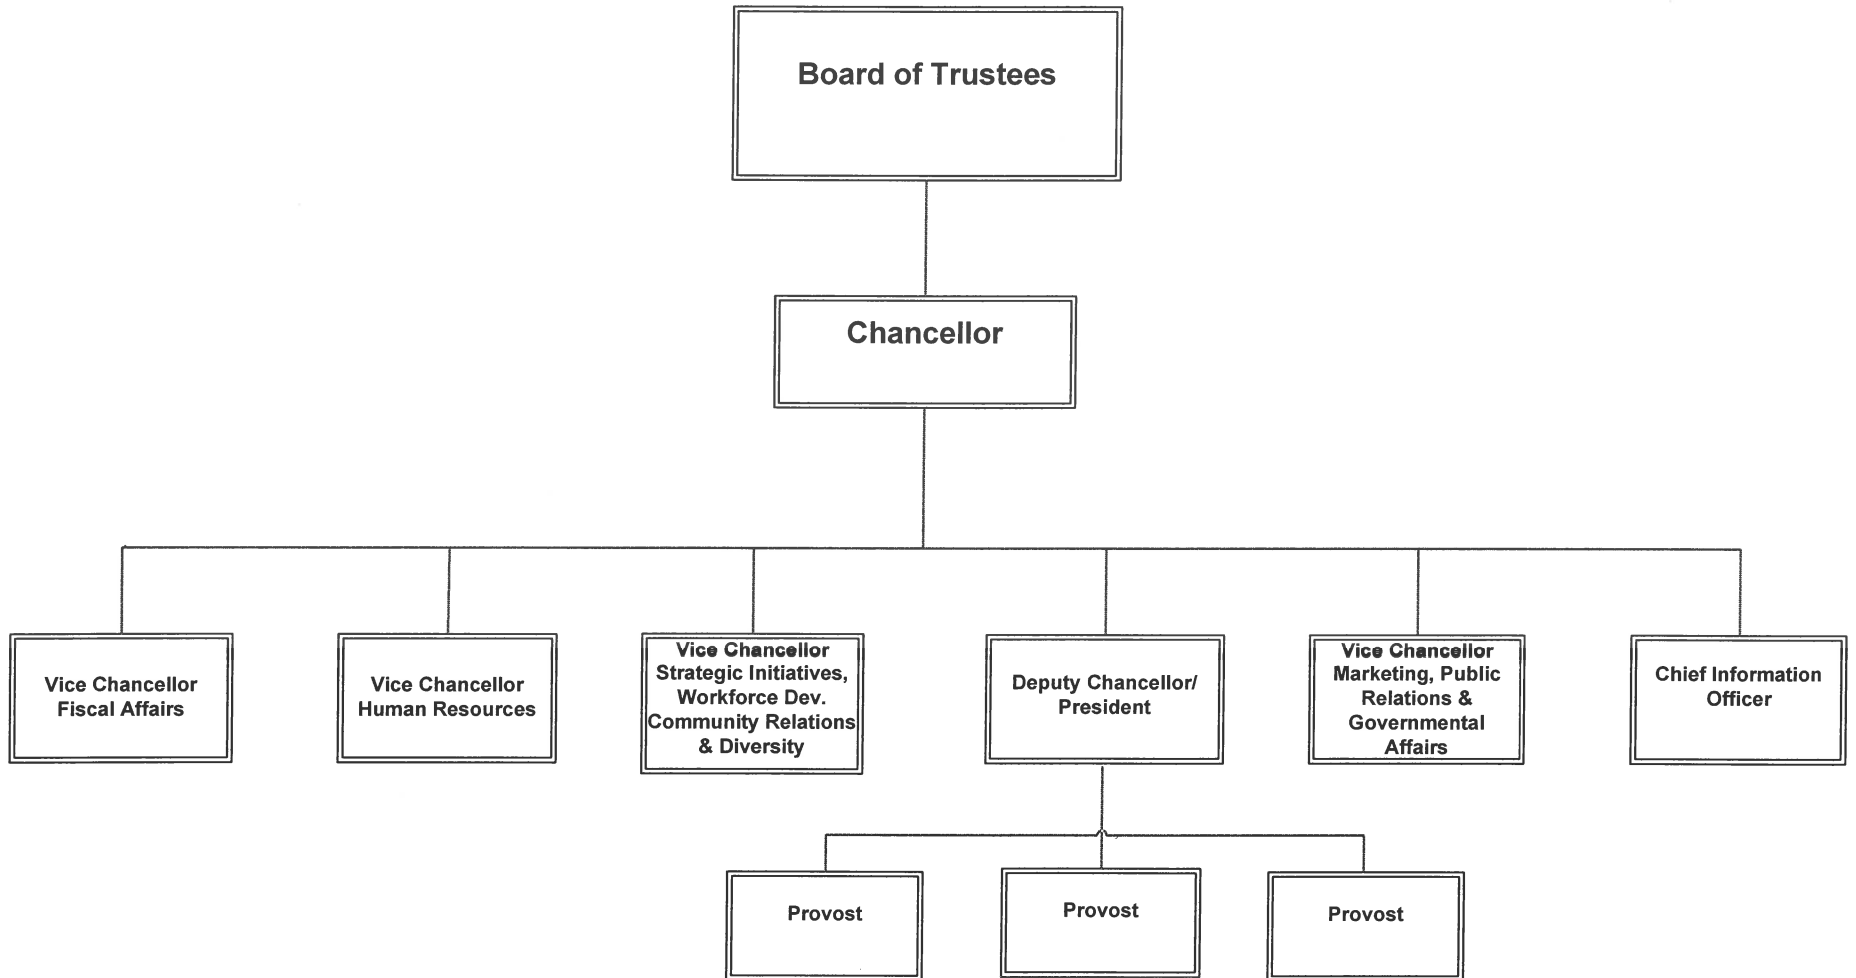 Board of Trustees
Chancellor
Vice Chancellor
Fiscal Affairs
Vice Chancellor
Human Resources
Vice Chancellor
Strategic Initiatives,
Workforce Dev.
Community Relations
& Diversity
Deputy Chancellor/
President
Vice Chancellor
Marketing, Public
Relations &
Governmental
Affairs
Chief Information
Officer
Provost
Provost
Provost